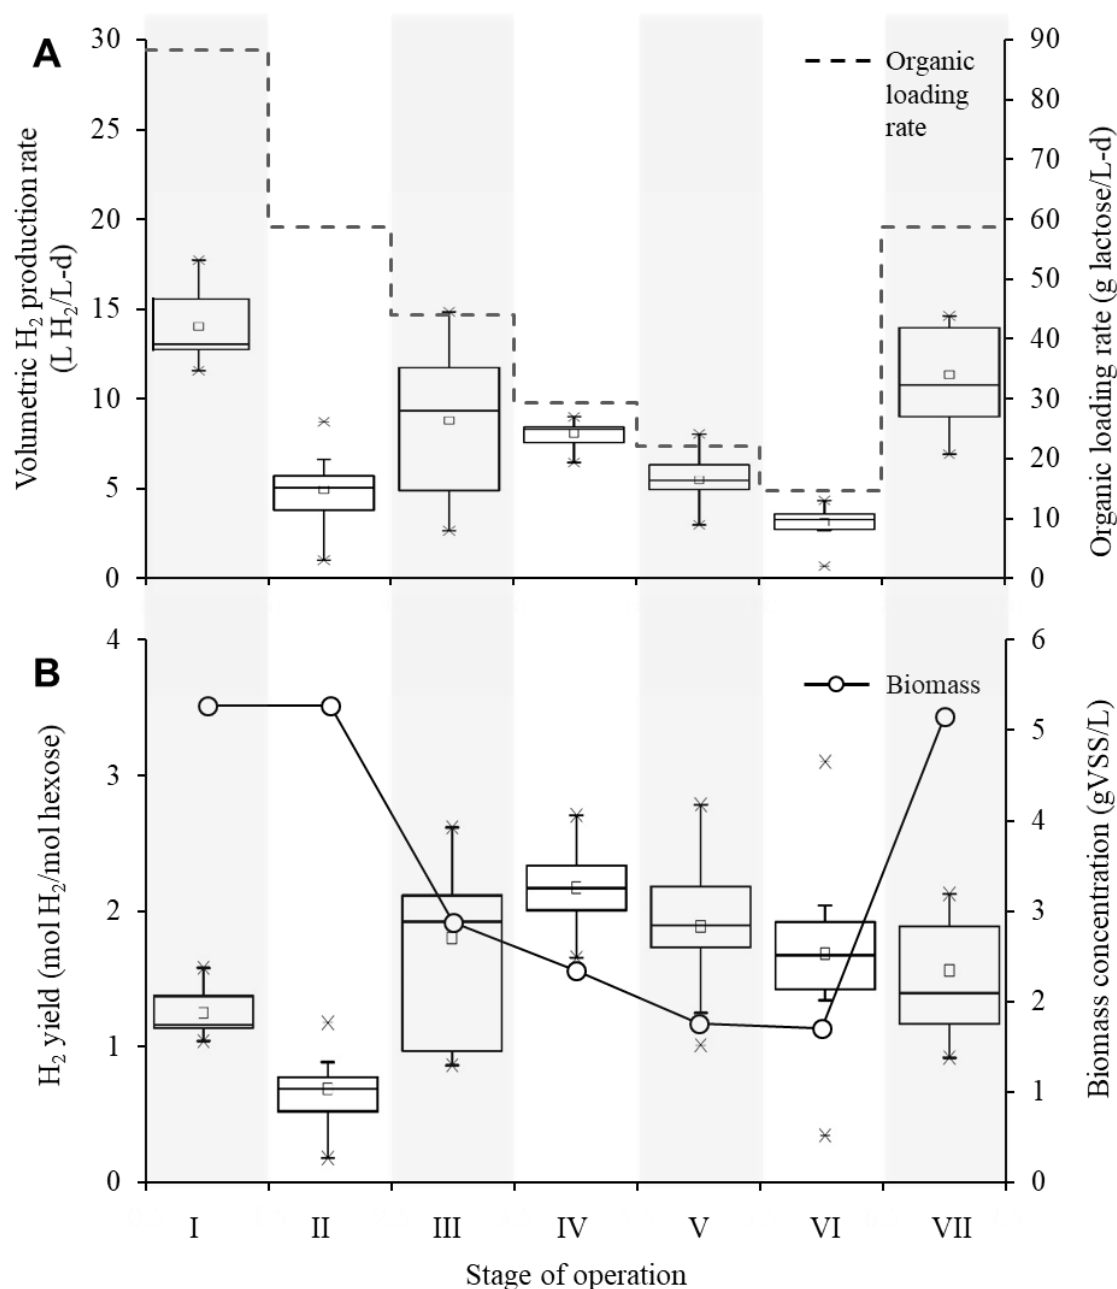 A
30
25
20
15
10
5
0
Volumetric H₂ production rate
(L H₂/L-d)
Organic
loading
rate
90
80
70
60
50
40
30
20
10
0
Organic loading rate (g lactose/L-d)
B
4
3
2
1
0
H₂ yield (mol H₂/mol hexose)
Biomass
6
5
4
3
2
1
0
Biomass concentration (gVSS/L)
I II III IV V VI VII
Stage of operation